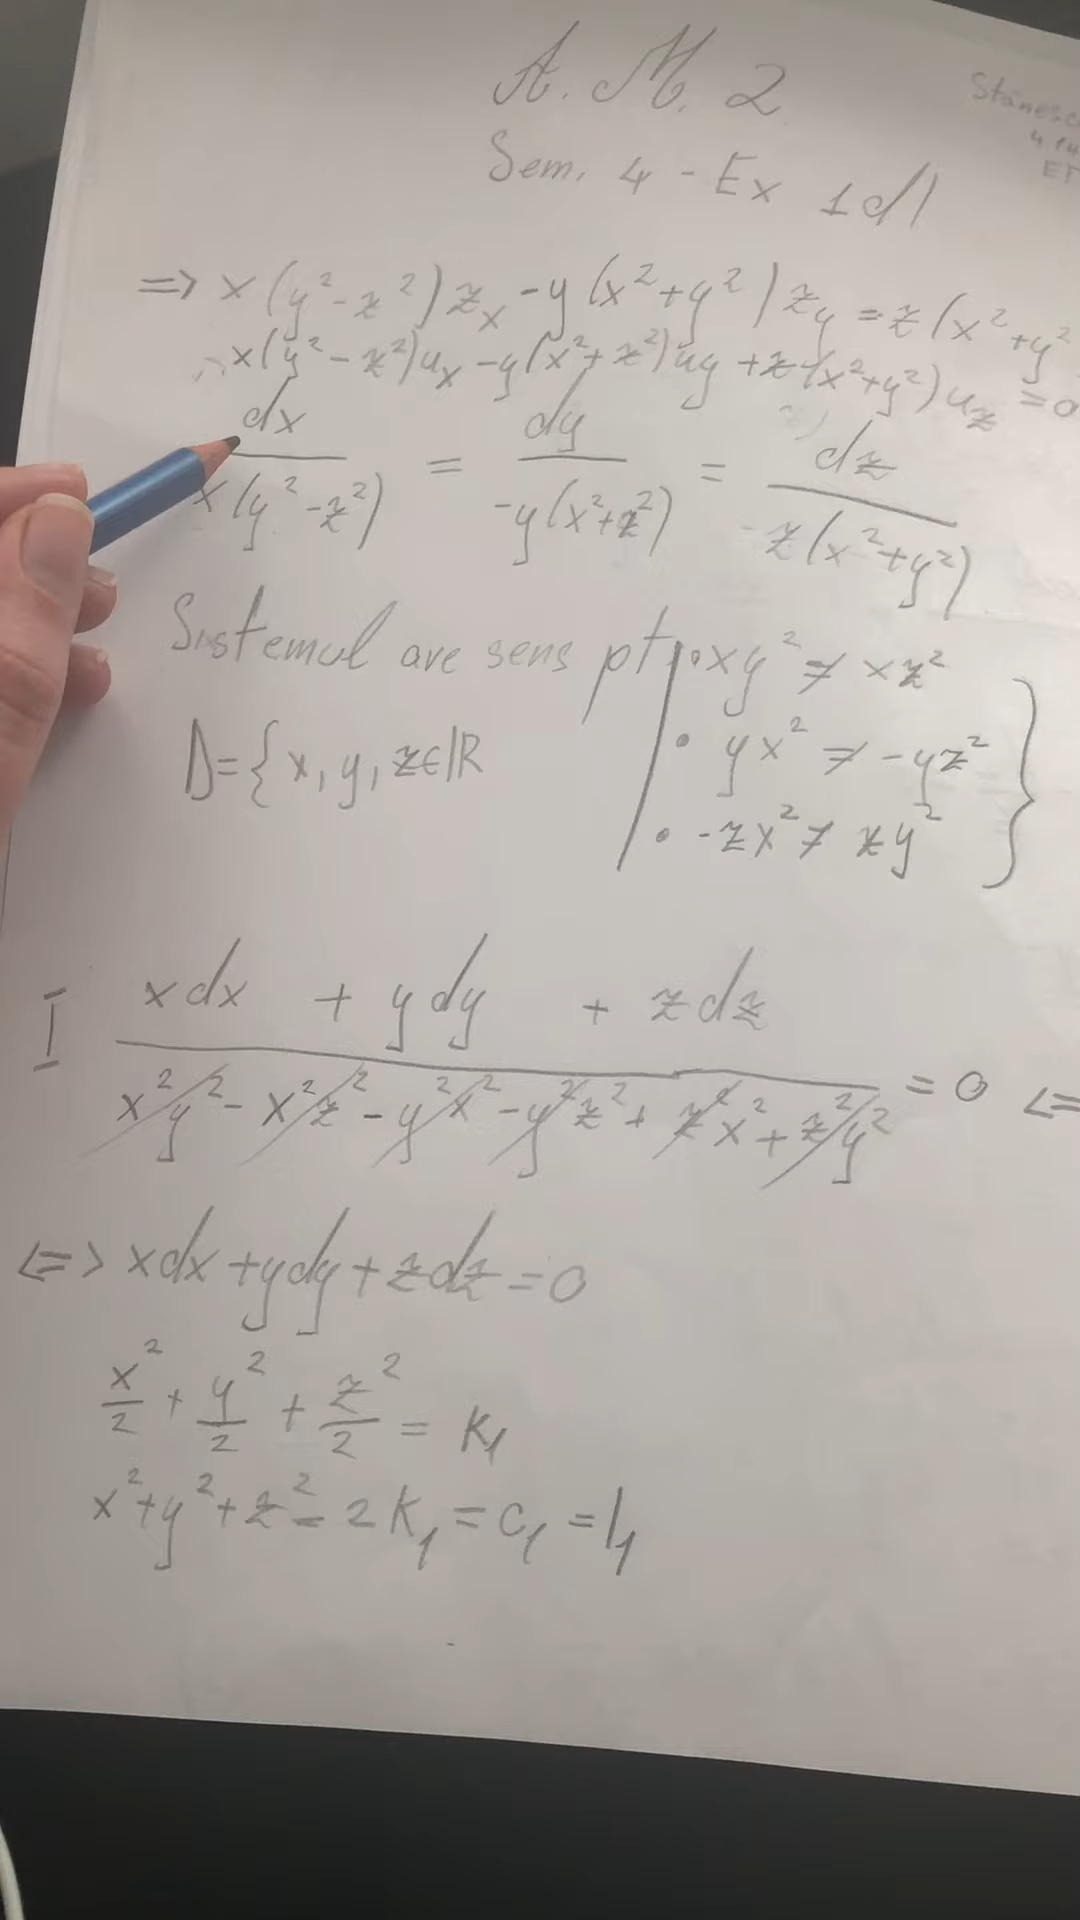 A. M. 2
Stănesc
Sem. 4 - Ex 1d)
=> x(y² - z²)zₓ - y(x² + y²)z_y = z(x² + y²
x(y² - z²)uₓ - y(x² + z²)u_y + z(x² + y²)u_z = 0
dx / x(y² - z²) = dy / -y(x² + z²) = dz / z(x² + y²)
Sistemul are sens pt
D = {x, y, z ∈ ℝ | • xy² ≠ xz²
• yx² ≠ -yz²
• -zx² ≠ zy² }
I (xdx + ydy + zdz) / (x²y² - x²z² - y²x² - y²z² + z²x² + z²y²) = 0 <=
<=> xdx + ydy + zdz = 0
x²/2 + y²/2 + z²/2 = K₁
x² + y² + z² = 2K₁ = C₁ = I₁